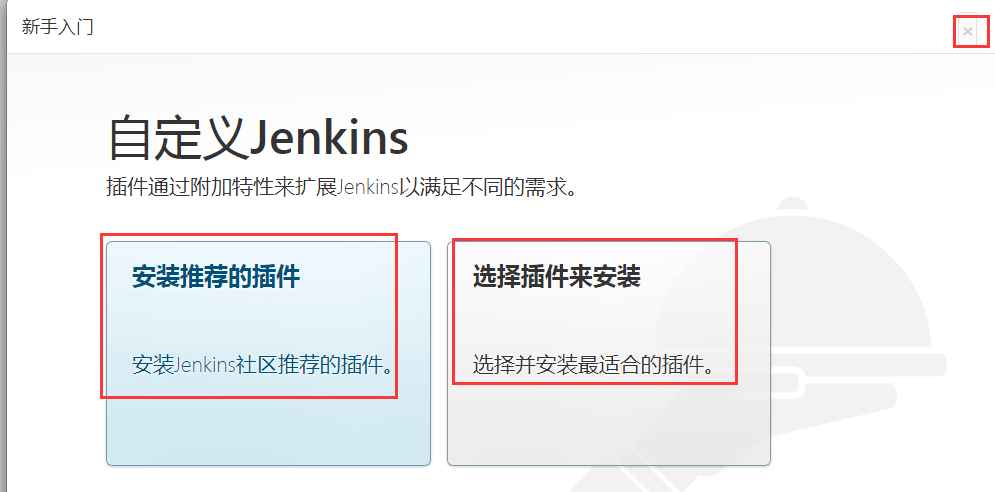 新手入门
×
自定义Jenkins
插件通过附加特性来扩展Jenkins以满足不同的需求。
安装推荐的插件
安装Jenkins社区推荐的插件。
选择插件来安装
选择并安装最适合的插件。